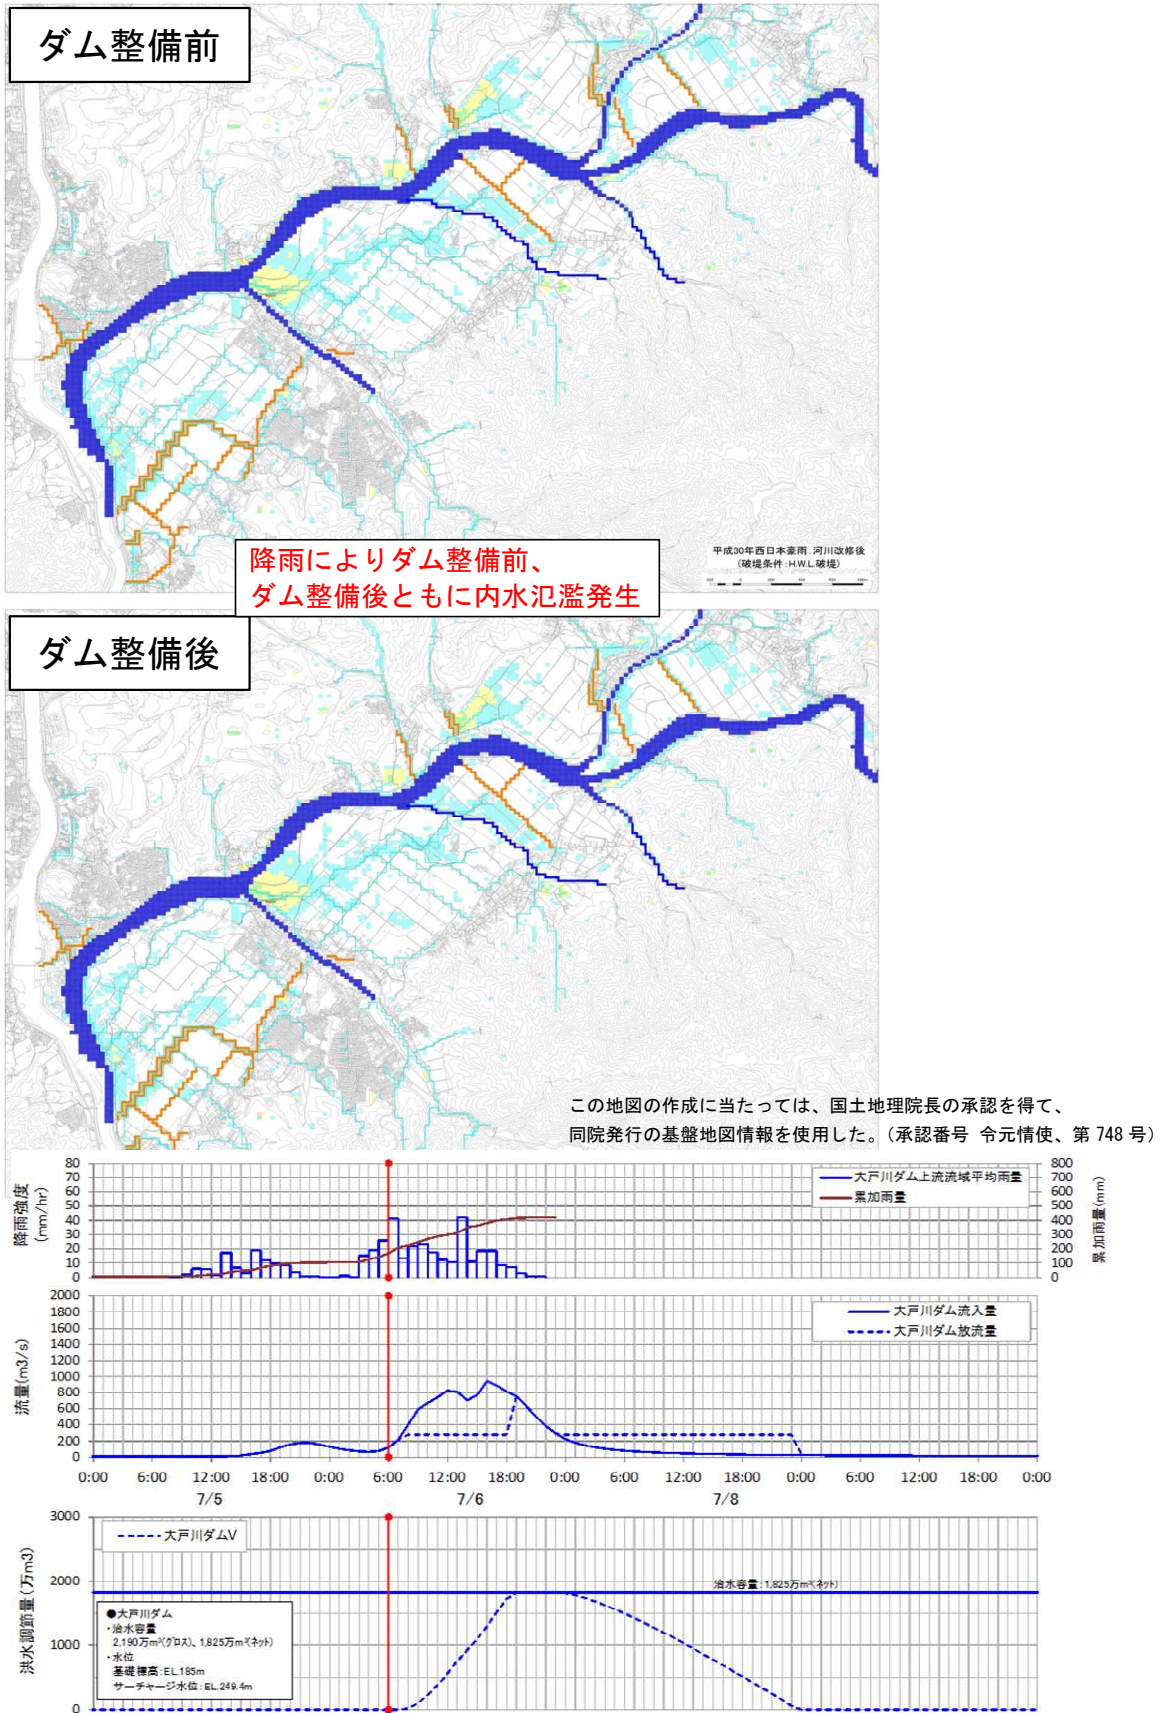 ダム整備前
平成30年西日本豪雨:河川改修後
(破堤条件:H.W.L.破堤)
降雨によりダム整備前、
ダム整備後ともに内水氾濫発生
ダム整備後
この地図の作成に当たっては、国土地理院長の承認を得て、
同院発行の基盤地図情報を使用した。(承認番号 令元情使、第 748 号)
降雨強度
(mm/hr)
80
70
60
50
40
30
20
10
0
大戸川ダム上流流域平均雨量
累加雨量
800
700
600
500
400
300
200
100
0
累加雨量(mm)
流量(m3/s)
2000
1800
1600
1400
1200
1000
800
600
400
200
0
大戸川ダム流入量
大戸川ダム放流量
0:00 6:00 12:00 18:00 0:00 6:00 12:00 18:00 0:00 6:00 12:00 18:00 0:00 6:00 12:00 18:00 0:00
7/5 7/6 7/8
洪水調節量(万m3)
3000
2000
1000
0
大戸川ダムV
治水容量:1,825万m³(ネット)
●大戸川ダム
・治水容量
2,190万m³(グロス)、1,825万m³(ネット)
・水位
基礎標高:EL.185m
サーチャージ水位:EL.249.4m